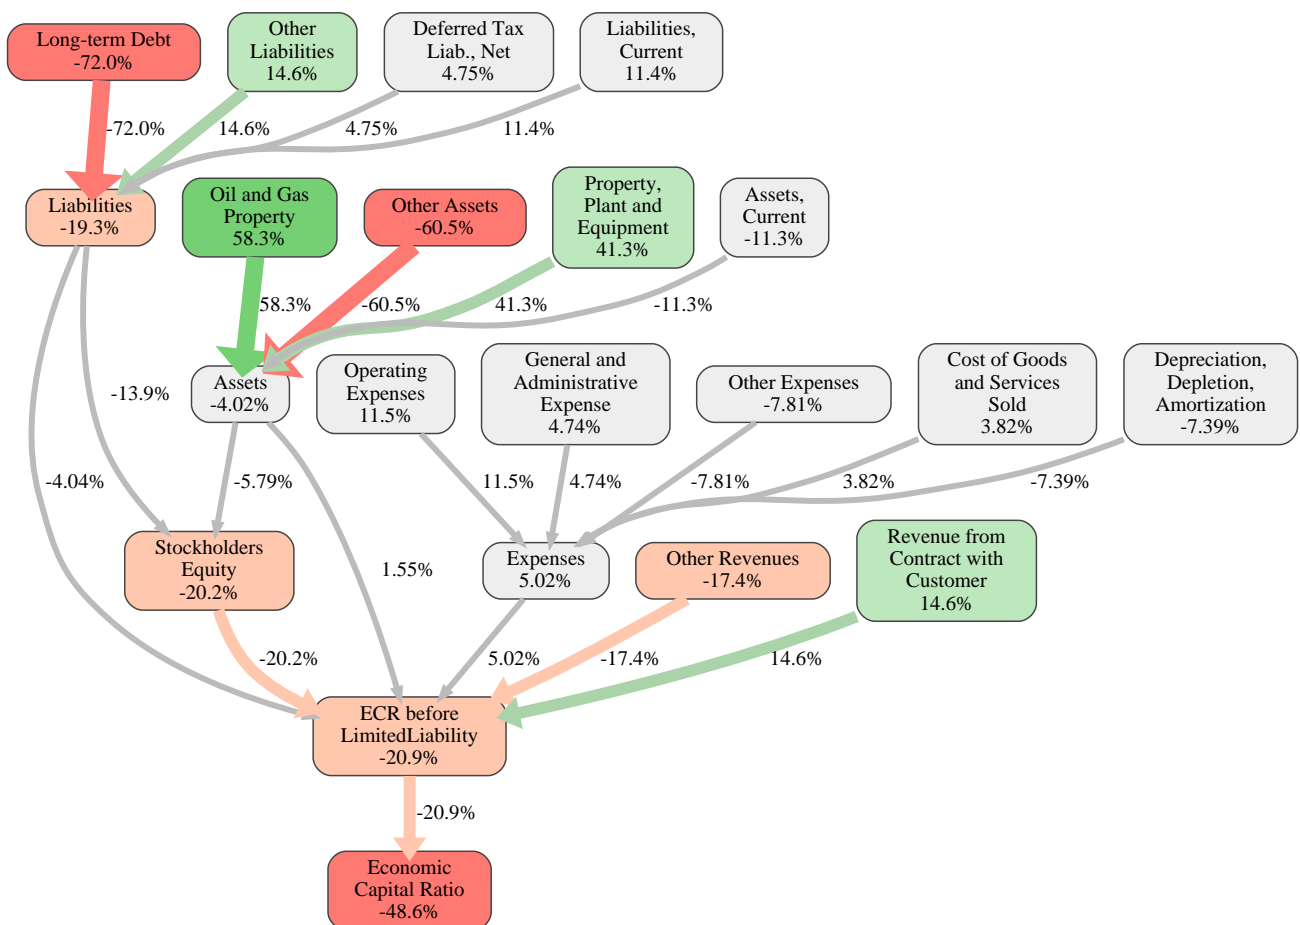 Long-term Debt
-72.0%
Other
Liabilities
14.6%
Deferred Tax
Liab., Net
4.75%
Liabilities,
Current
11.4%
-72.0%
14.6%
4.75%
11.4%
Liabilities
-19.3%
Oil and Gas
Property
58.3%
Other Assets
-60.5%
Property,
Plant and
Equipment
41.3%
Assets,
Current
-11.3%
58.3%
-60.5%
41.3%
-11.3%
Assets
-4.02%
Operating
Expenses
11.5%
General and
Administrative
Expense
4.74%
Other Expenses
-7.81%
Cost of Goods
and Services
Sold
3.82%
Depreciation,
Depletion,
Amortization
-7.39%
-13.9%
-4.04%
-5.79%
11.5%
4.74%
-7.81%
3.82%
-7.39%
Stockholders
Equity
-20.2%
1.55%
Expenses
5.02%
Other Revenues
-17.4%
Revenue from
Contract with
Customer
14.6%
-20.2%
5.02%
-17.4%
14.6%
ECR before
LimitedLiability
-20.9%
-20.9%
Economic
Capital Ratio
-48.6%